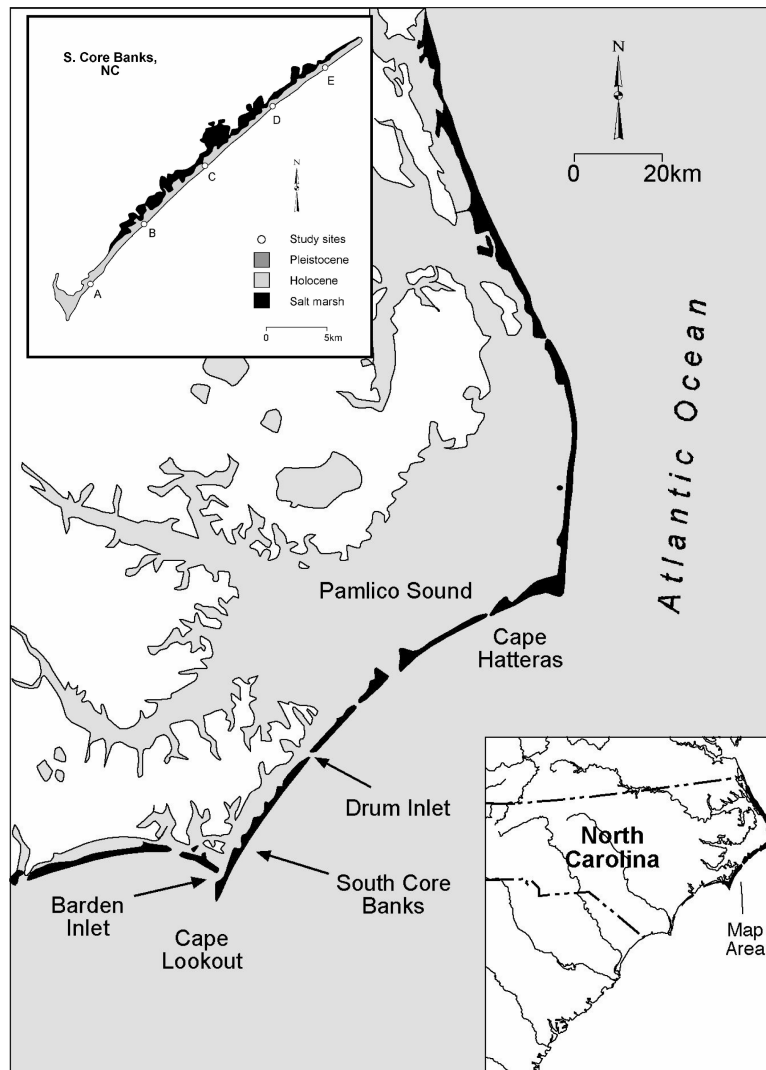 S. Core Banks,
NC
N
E
D
C
B
A
Study sites
Pleistocene
Holocene
Salt marsh
0 5km
N
0 20km
Atlantic Ocean
Pamlico Sound
Cape
Hatteras
Drum Inlet
South Core
Banks
Barden
Inlet
Cape
Lookout
North
Carolina
Map
Area